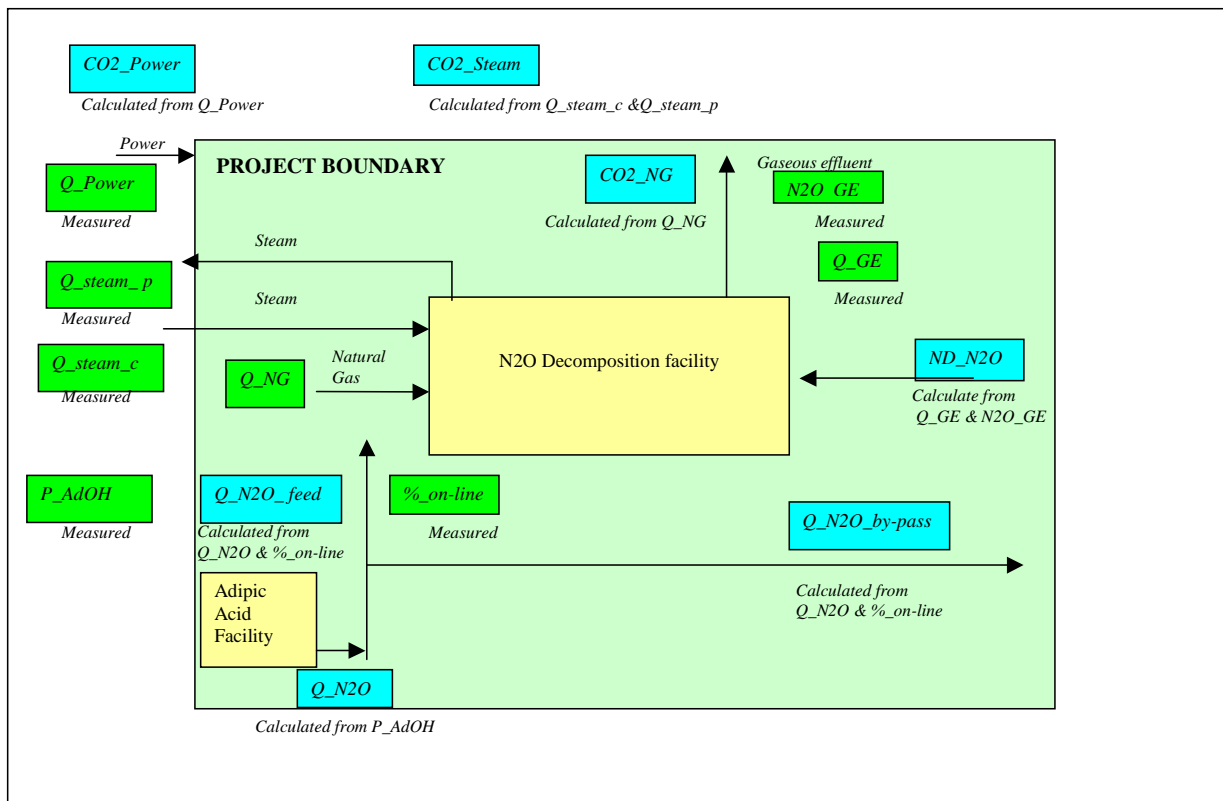 CO2_Power
Calculated from Q_Power
CO2_Steam
Calculated from Q_steam_c &Q_steam_p
Power
Q_Power
Measured
PROJECT BOUNDARY
CO2_NG
Calculated from Q_NG
Gaseous effluent
N2O_GE
Measured
Q_GE
Measured
Steam
Q_steam_ p
Measured
Steam
Q_steam_c
Measured
Q_NG
Natural
Gas
N2O Decomposition facility
ND_N2O
Calculate from
Q_GE & N2O_GE
P_AdOH
Measured
Q_N2O_ feed
Calculated from
Q_N2O & %_on-line
%_on-line
Measured
Q_N2O_by-pass
Calculated from
Q_N2O & %_on-line
Adipic
Acid
Facility
Q_N2O
Calculated from P_AdOH